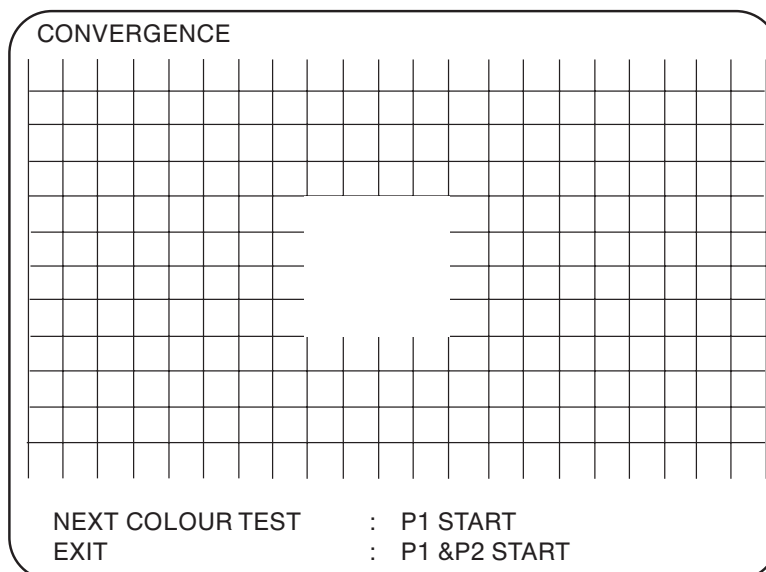 CONVERGENCE
NEXT COLOUR TEST : P1 START
EXIT : P1 &P2 START